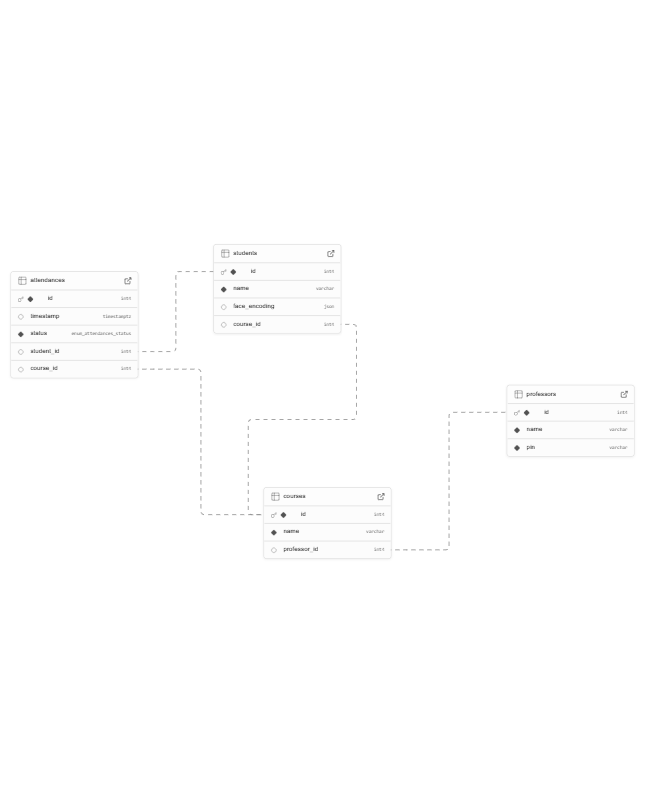 attendances
id int4
timestamp timestampz
status enum_attendances_status
student_id int4
course_id int4
students
id int4
name varchar
face_encoding json
course_id int4
professors
id int4
name varchar
pin varchar
courses
id int4
name varchar
professor_id int4